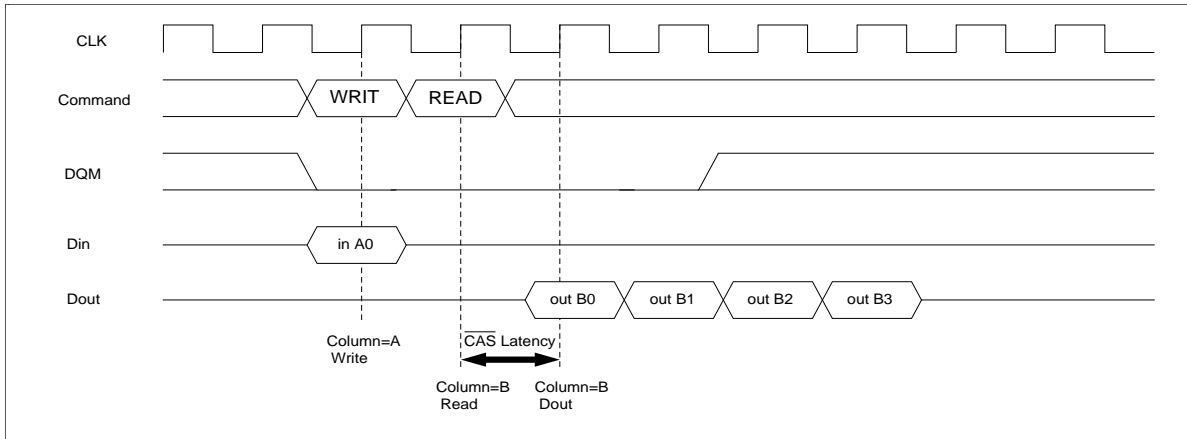 CLK
Command
WRIT
READ
DQM
Din
in A0
Dout
out B0
out B1
out B2
out B3
Column=A
Write
CAS Latency
Column=B
Read
Column=B
Dout